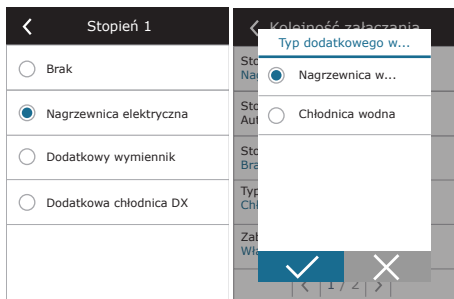 Stopień 1
Brak
Nagrzewnica elektryczna
Dodatkowy wymiennik
Dodatkowa chłodnica DX
Kolejność załączania
Typ dodatkowego w...
Nagrzewnica w...
Chłodnica wodna
1 / 2